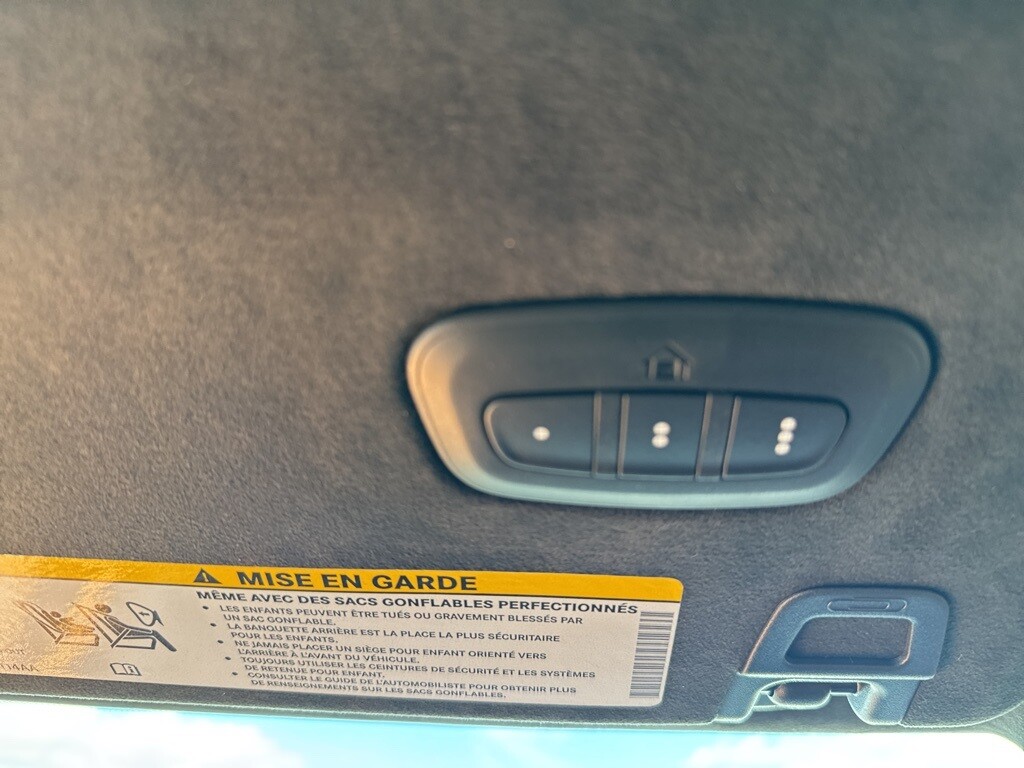 MISE EN GARDE
MÊME AVEC DES SACS GONFLABLES PERFECTIONNÉS
• LES ENFANTS PEUVENT ÊTRE TUÉS OU GRAVEMENT BLESSÉS PAR
UN SAC GONFLABLE.
• LA BANQUETTE ARRIÈRE EST LA PLACE LA PLUS SÉCURITAIRE
POUR LES ENFANTS.
• NE JAMAIS PLACER UN SIÈGE POUR ENFANT ORIENTÉ VERS
L'ARRIÈRE À L'AVANT DU VÉHICULE.
• TOUJOURS UTILISER LES CEINTURES DE SÉCURITÉ ET LES SYSTÈMES
DE RETENUE POUR ENFANT.
• CONSULTER LE GUIDE DE L'AUTOMOBILISTE POUR OBTENIR PLUS
DE RENSEIGNEMENTS SUR LES SACS GONFLABLES.